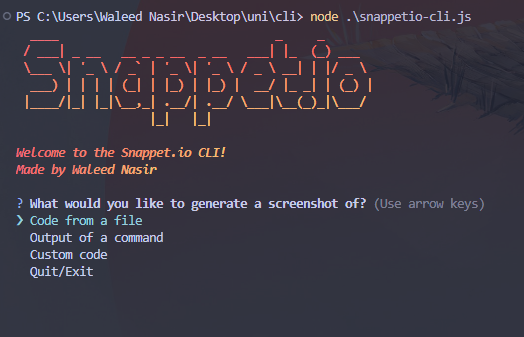 PS C:\Users\Waleed Nasir\Desktop\uni\cli> node .\snappetio-cli.js
Snappet.io
Welcome to the Snappet.io CLI!
Made by Waleed Nasir
? What would you like to generate a screenshot of? (Use arrow keys)
❯ Code from a file
Output of a command
Custom code
Quit/Exit